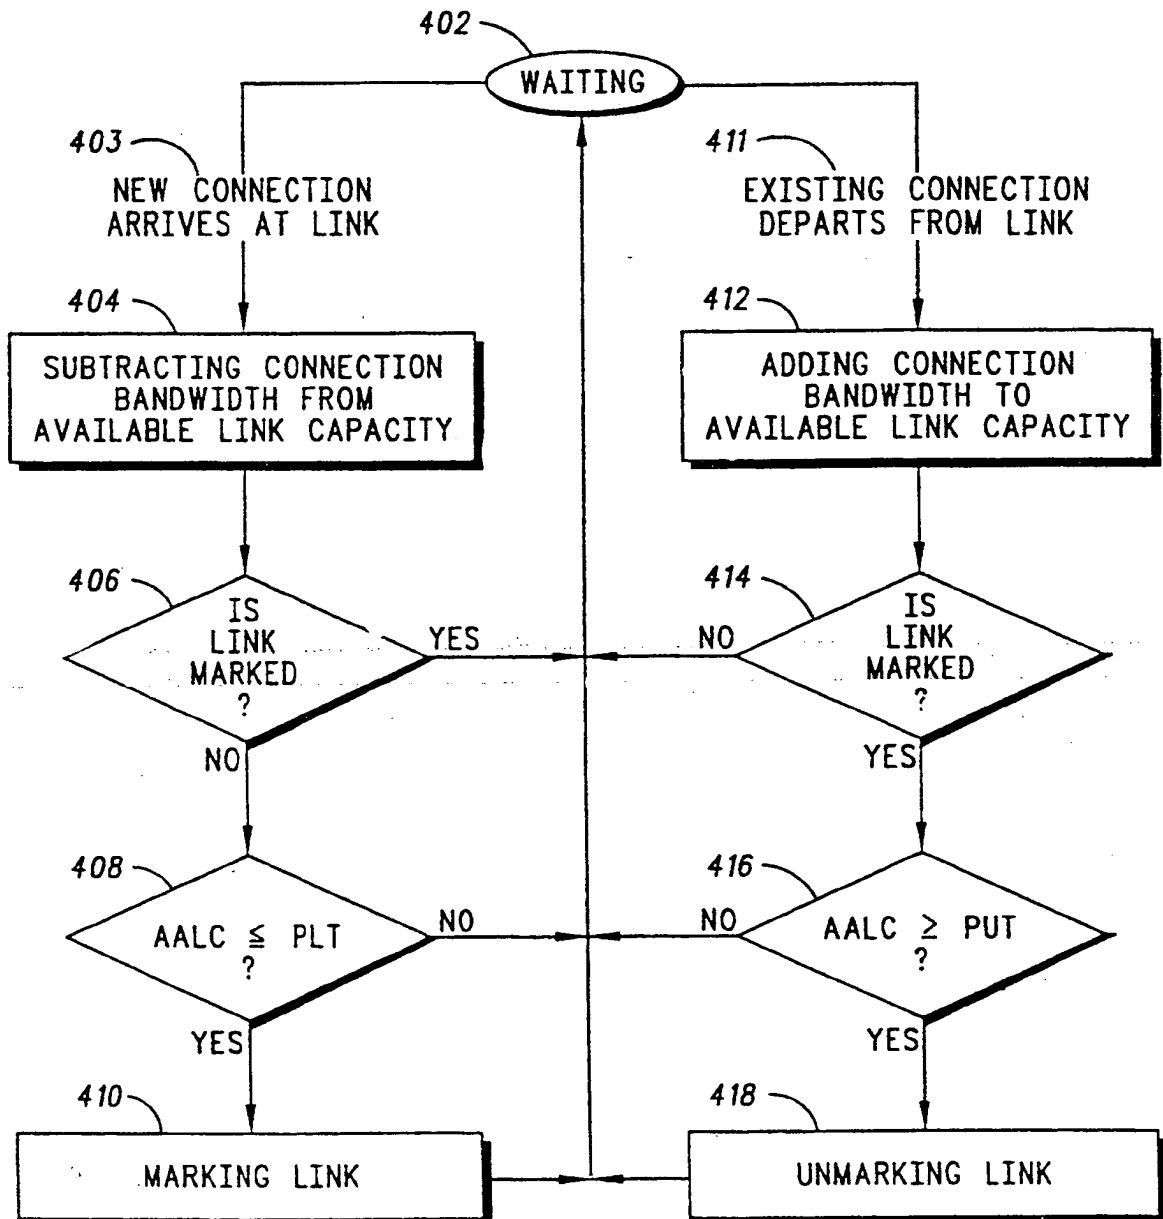 402
WAITING
403
NEW CONNECTION
ARRIVES AT LINK
411
EXISTING CONNECTION
DEPARTS FROM LINK
404
SUBTRACTING CONNECTION
BANDWIDTH FROM
AVAILABLE LINK CAPACITY
412
ADDING CONNECTION
BANDWIDTH TO
AVAILABLE LINK CAPACITY
406
IS
LINK
MARKED
?
YES
NO
414
IS
LINK
MARKED
?
NO
YES
408
AALC ≦ PLT
?
NO
YES
416
AALC ≥ PUT
?
NO
YES
410
MARKING LINK
418
UNMARKING LINK